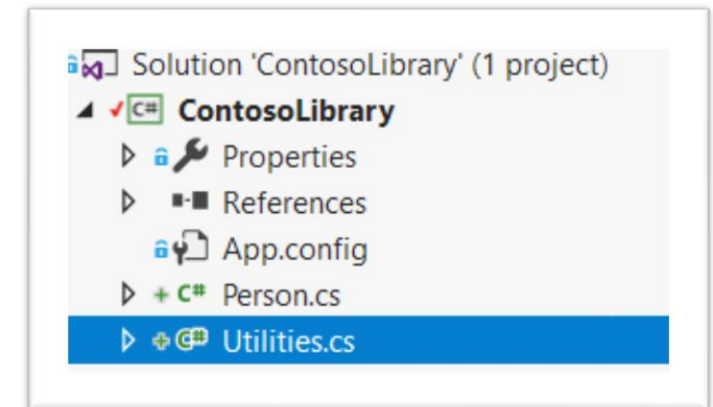 Solution 'ContosoLibrary' (1 project)
C# ContosoLibrary
Properties
References
App.config
+ C# Person.cs
+ C# Utilities.cs